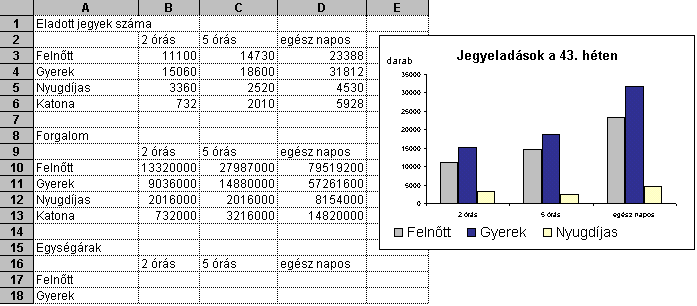 A B C D E
1 Eladott jegyek száma
2 2 órás 5 órás egész napos
3 Felnőtt 11100 14730 23388
4 Gyerek 15060 18600 31812
5 Nyugdíjas 3360 2520 4530
6 Katona 732 2010 5928
7
8 Forgalom
9 2 órás 5 órás egész napos
10 Felnőtt 13320000 27987000 79519200
11 Gyerek 9036000 14880000 57261600
12 Nyugdíjas 2016000 2016000 8154000
13 Katona 732000 3216000 14820000
14
15 Egységárak
16 2 órás 5 órás egész napos
17 Felnőtt
18 Gyerek
Jegyeladások a 43. héten
darab
35000
30000
25000
20000
15000
10000
5000
0
2 órás 5 órás egész napos
Felnőtt Gyerek Nyugdíjas